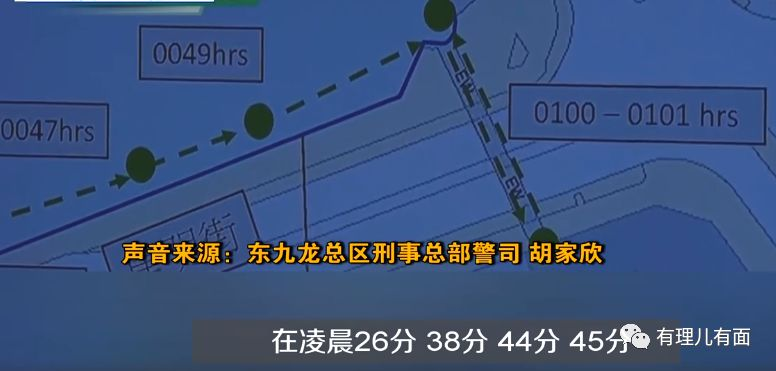 0049hrs
0047hrs
0100 – 0101 hrs
EW
EW
声音来源：东九龙总区刑事总部警司 胡家欣
在凌晨26分 38分 44分 45分
有理儿有面